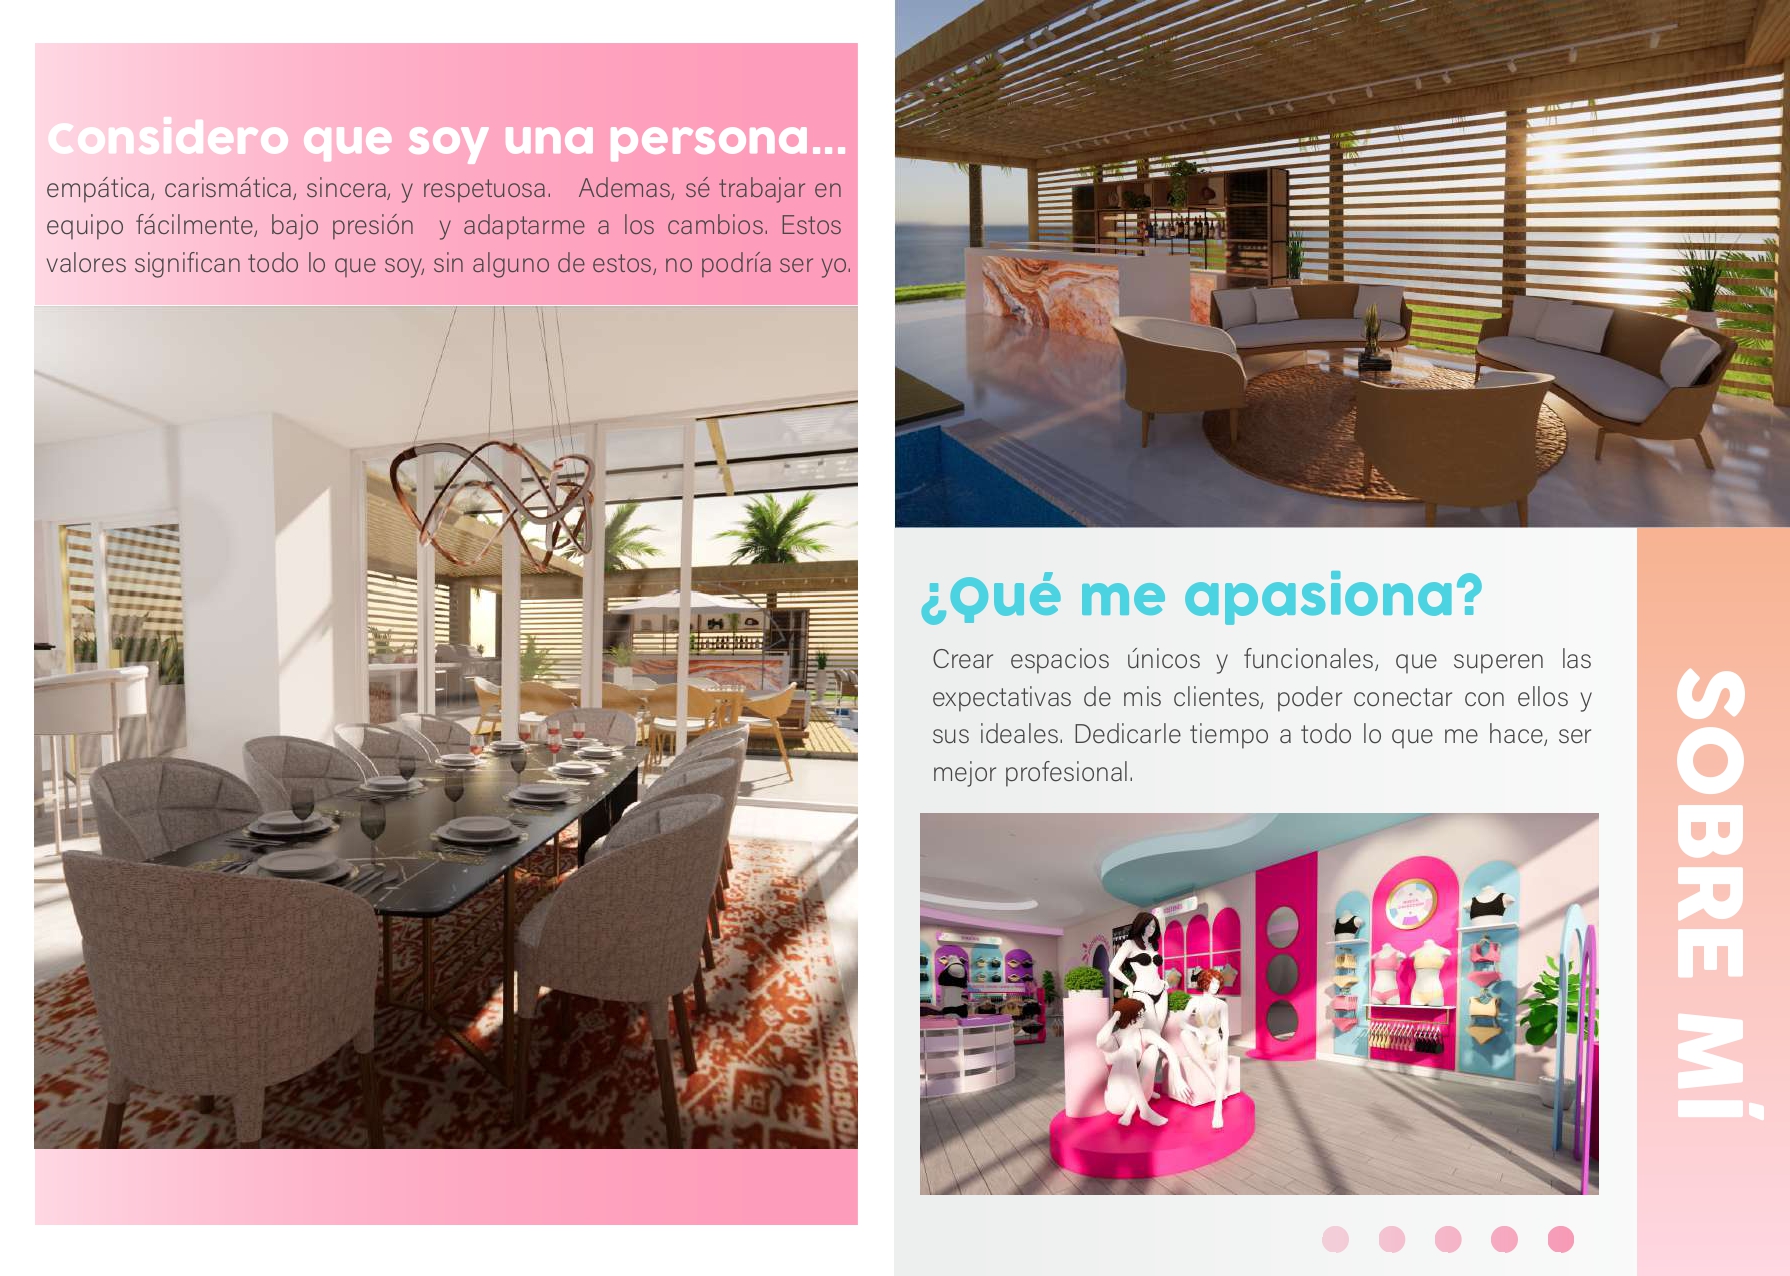 Considero que soy una persona...
empática, carismática, sincera, y respetuosa. Ademas, sé trabajar en
equipo fácilmente, bajo presión y adaptarme a los cambios. Estos
valores significan todo lo que soy, sin alguno de estos, no podría ser yo.
¿Qué me apasiona?
Crear espacios únicos y funcionales, que superen las
expectativas de mis clientes, poder conectar con ellos y
sus ideales. Dedicarle tiempo a todo lo que me hace, ser
mejor profesional.
SOBRE MÍ